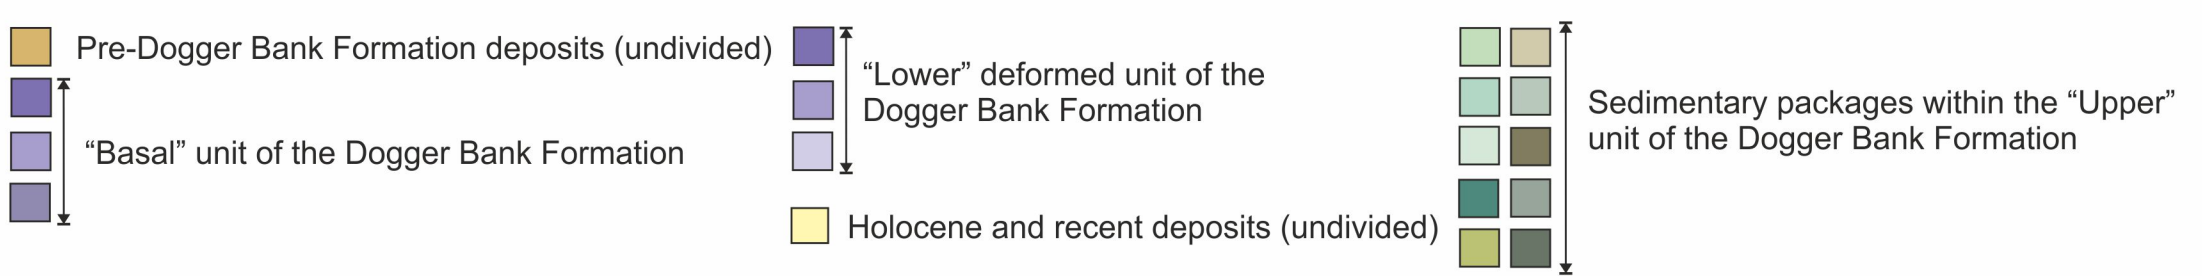 Pre-Dogger Bank Formation deposits (undivided)
“Basal” unit of the Dogger Bank Formation
“Lower” deformed unit of the
Dogger Bank Formation
Holocene and recent deposits (undivided)
Sedimentary packages within the “Upper”
unit of the Dogger Bank Formation